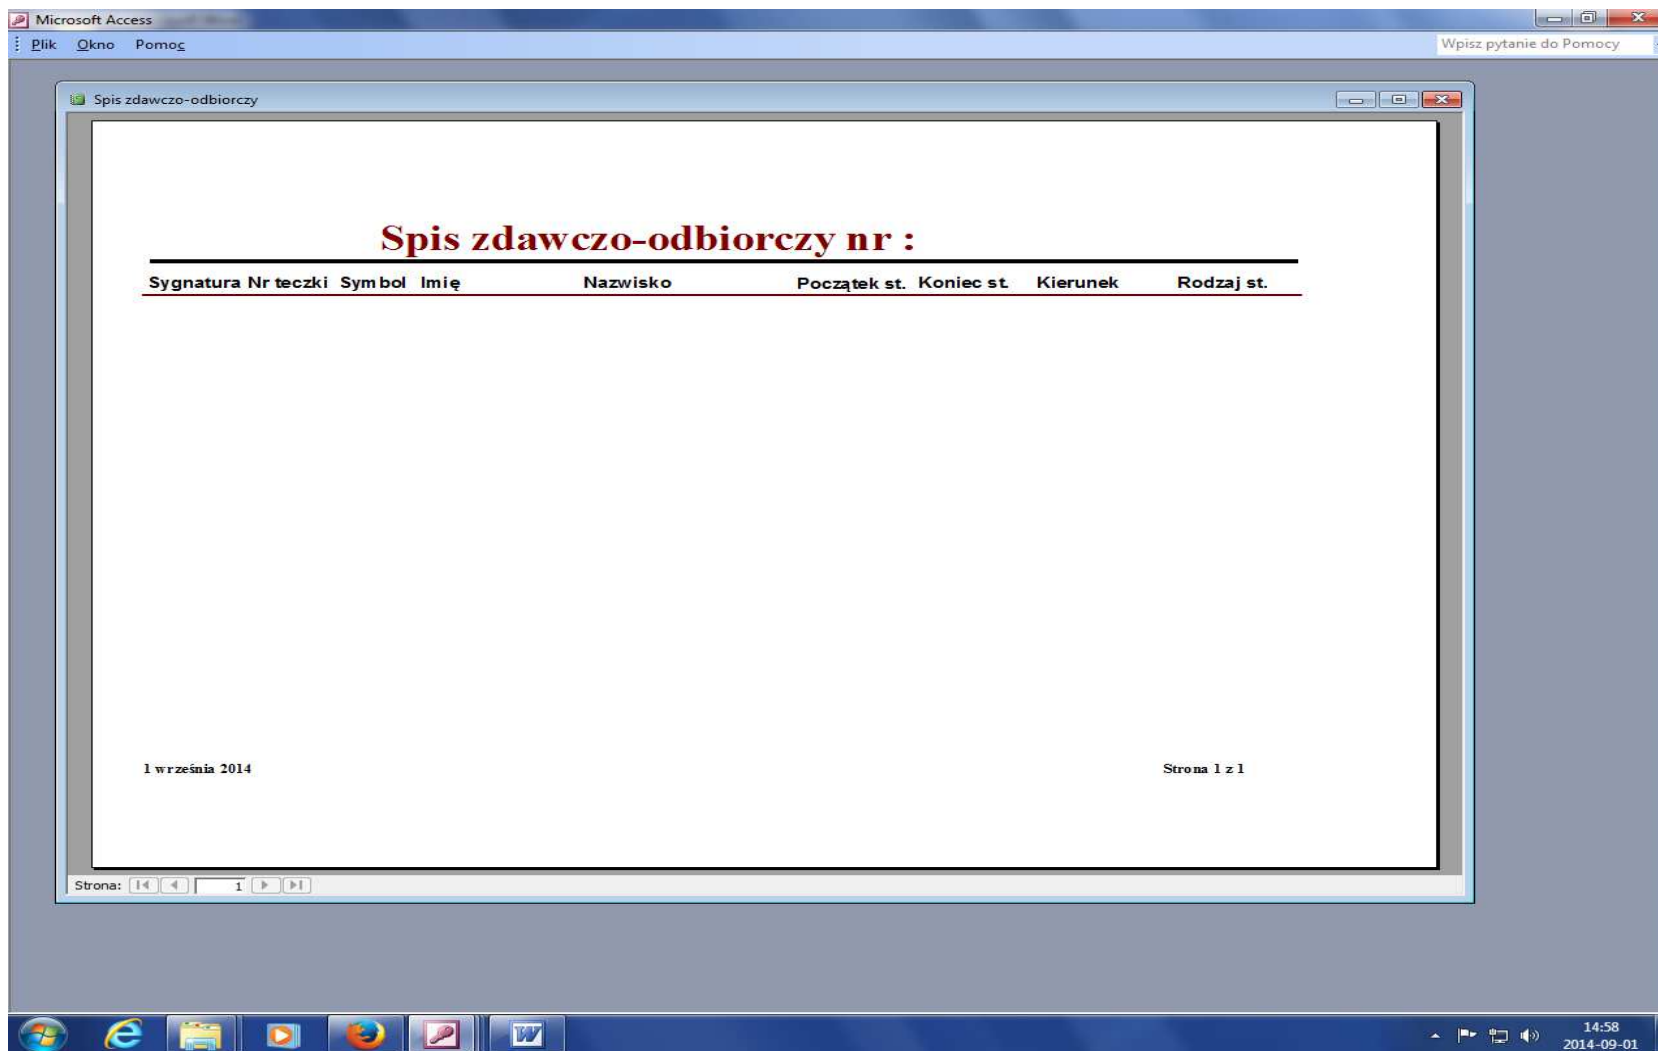 Microsoft Access
Plik Okno Pomoc
Wpisz pytanie do Pomocy
Spis zdawczo-odbiorczy
Spis zdawczo-odbiorczy nr :
Sygnatura Nr teczki Symbol Imię Nazwisko Początek st. Koniec st. Kierunek Rodzaj st.
1 września 2014 Strona 1 z 1
Strona: 1
14:58
2014-09-01